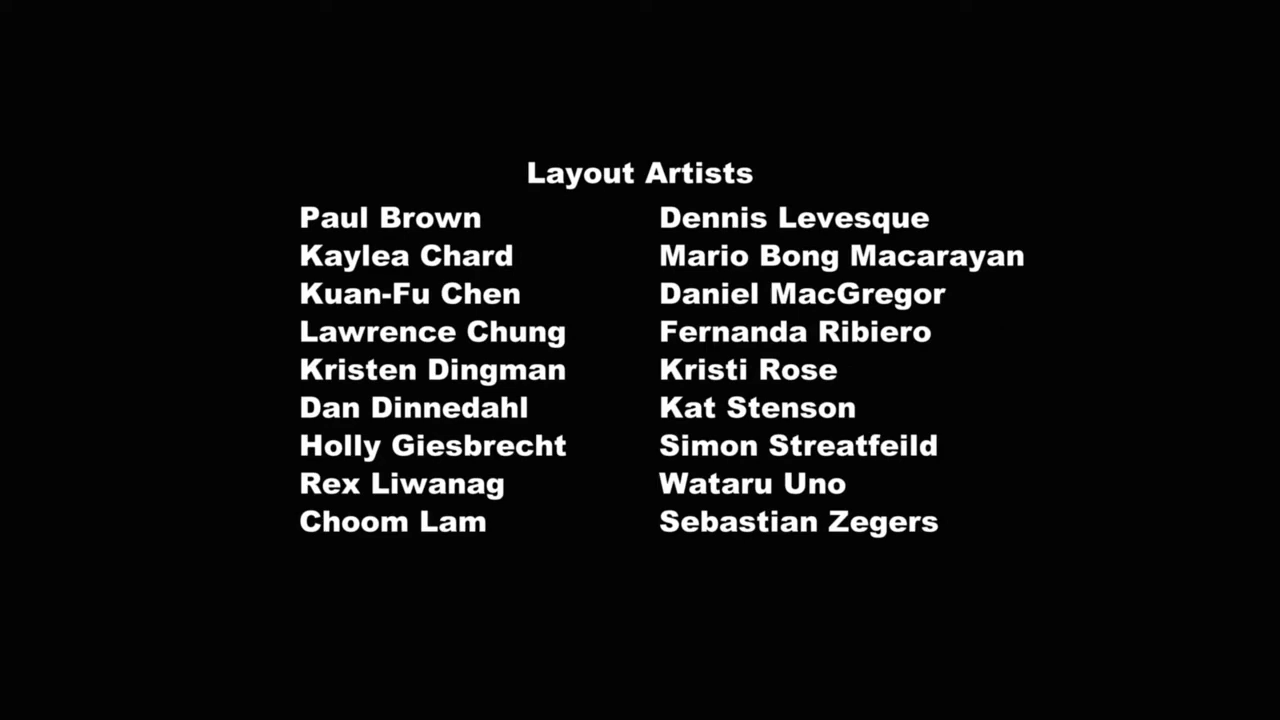 Layout Artists
Paul Brown
Kaylea Chard
Kuan-Fu Chen
Lawrence Chung
Kristen Dingman
Dan Dinnedahl
Holly Giesbrecht
Rex Liwanag
Choom Lam
Dennis Levesque
Mario Bong Macarayan
Daniel MacGregor
Fernanda Ribiero
Kristi Rose
Kat Stenson
Simon Streatfeild
Wataru Uno
Sebastian Zegers